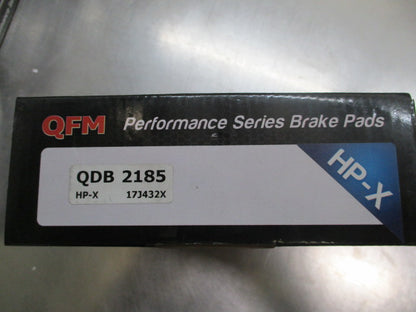 QFM Performance Series Brake Pads
HP-X
QDB 2185
HP-X 17J432X